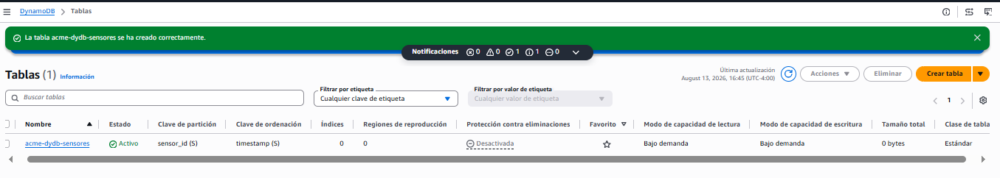 DynamoDB > Tablas
La tabla acme-dydb-sensores se ha creado correctamente.
Notificaciones 0 0 1 1 0
Tablas (1) Información
Última actualización
August 13, 2026, 16:45 (UTC-4:00)
Acciones
Eliminar
Crear tabla
Buscar tablas
Filtrar por etiqueta
Cualquier clave de etiqueta
Filtrar por valor de etiqueta
Cualquier valor de etiqueta
1
Nombre Estado Clave de partición Clave de ordenación Índices Regiones de reproducción Protección contra eliminaciones Favorito Modo de capacidad de lectura Modo de capacidad de escritura Tamaño total Clase de tabla
acme-dydb-sensores Activo sensor_id (S) timestamp (S) 0 0 Desactivada Bajo demanda Bajo demanda 0 bytes Estándar